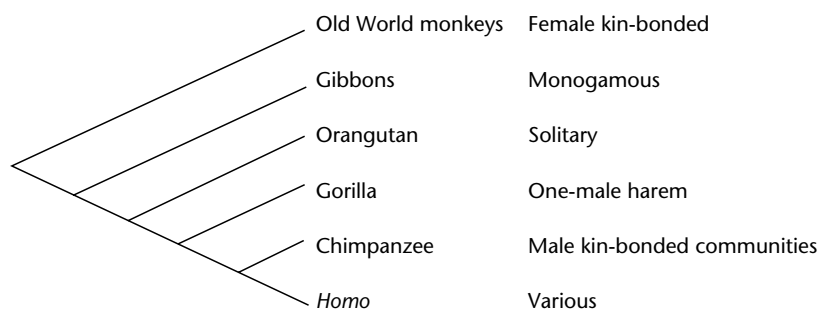 Old World monkeys Female kin-bonded
Gibbons Monogamous
Orangutan Solitary
Gorilla One-male harem
Chimpanzee Male kin-bonded communities
Homo Various